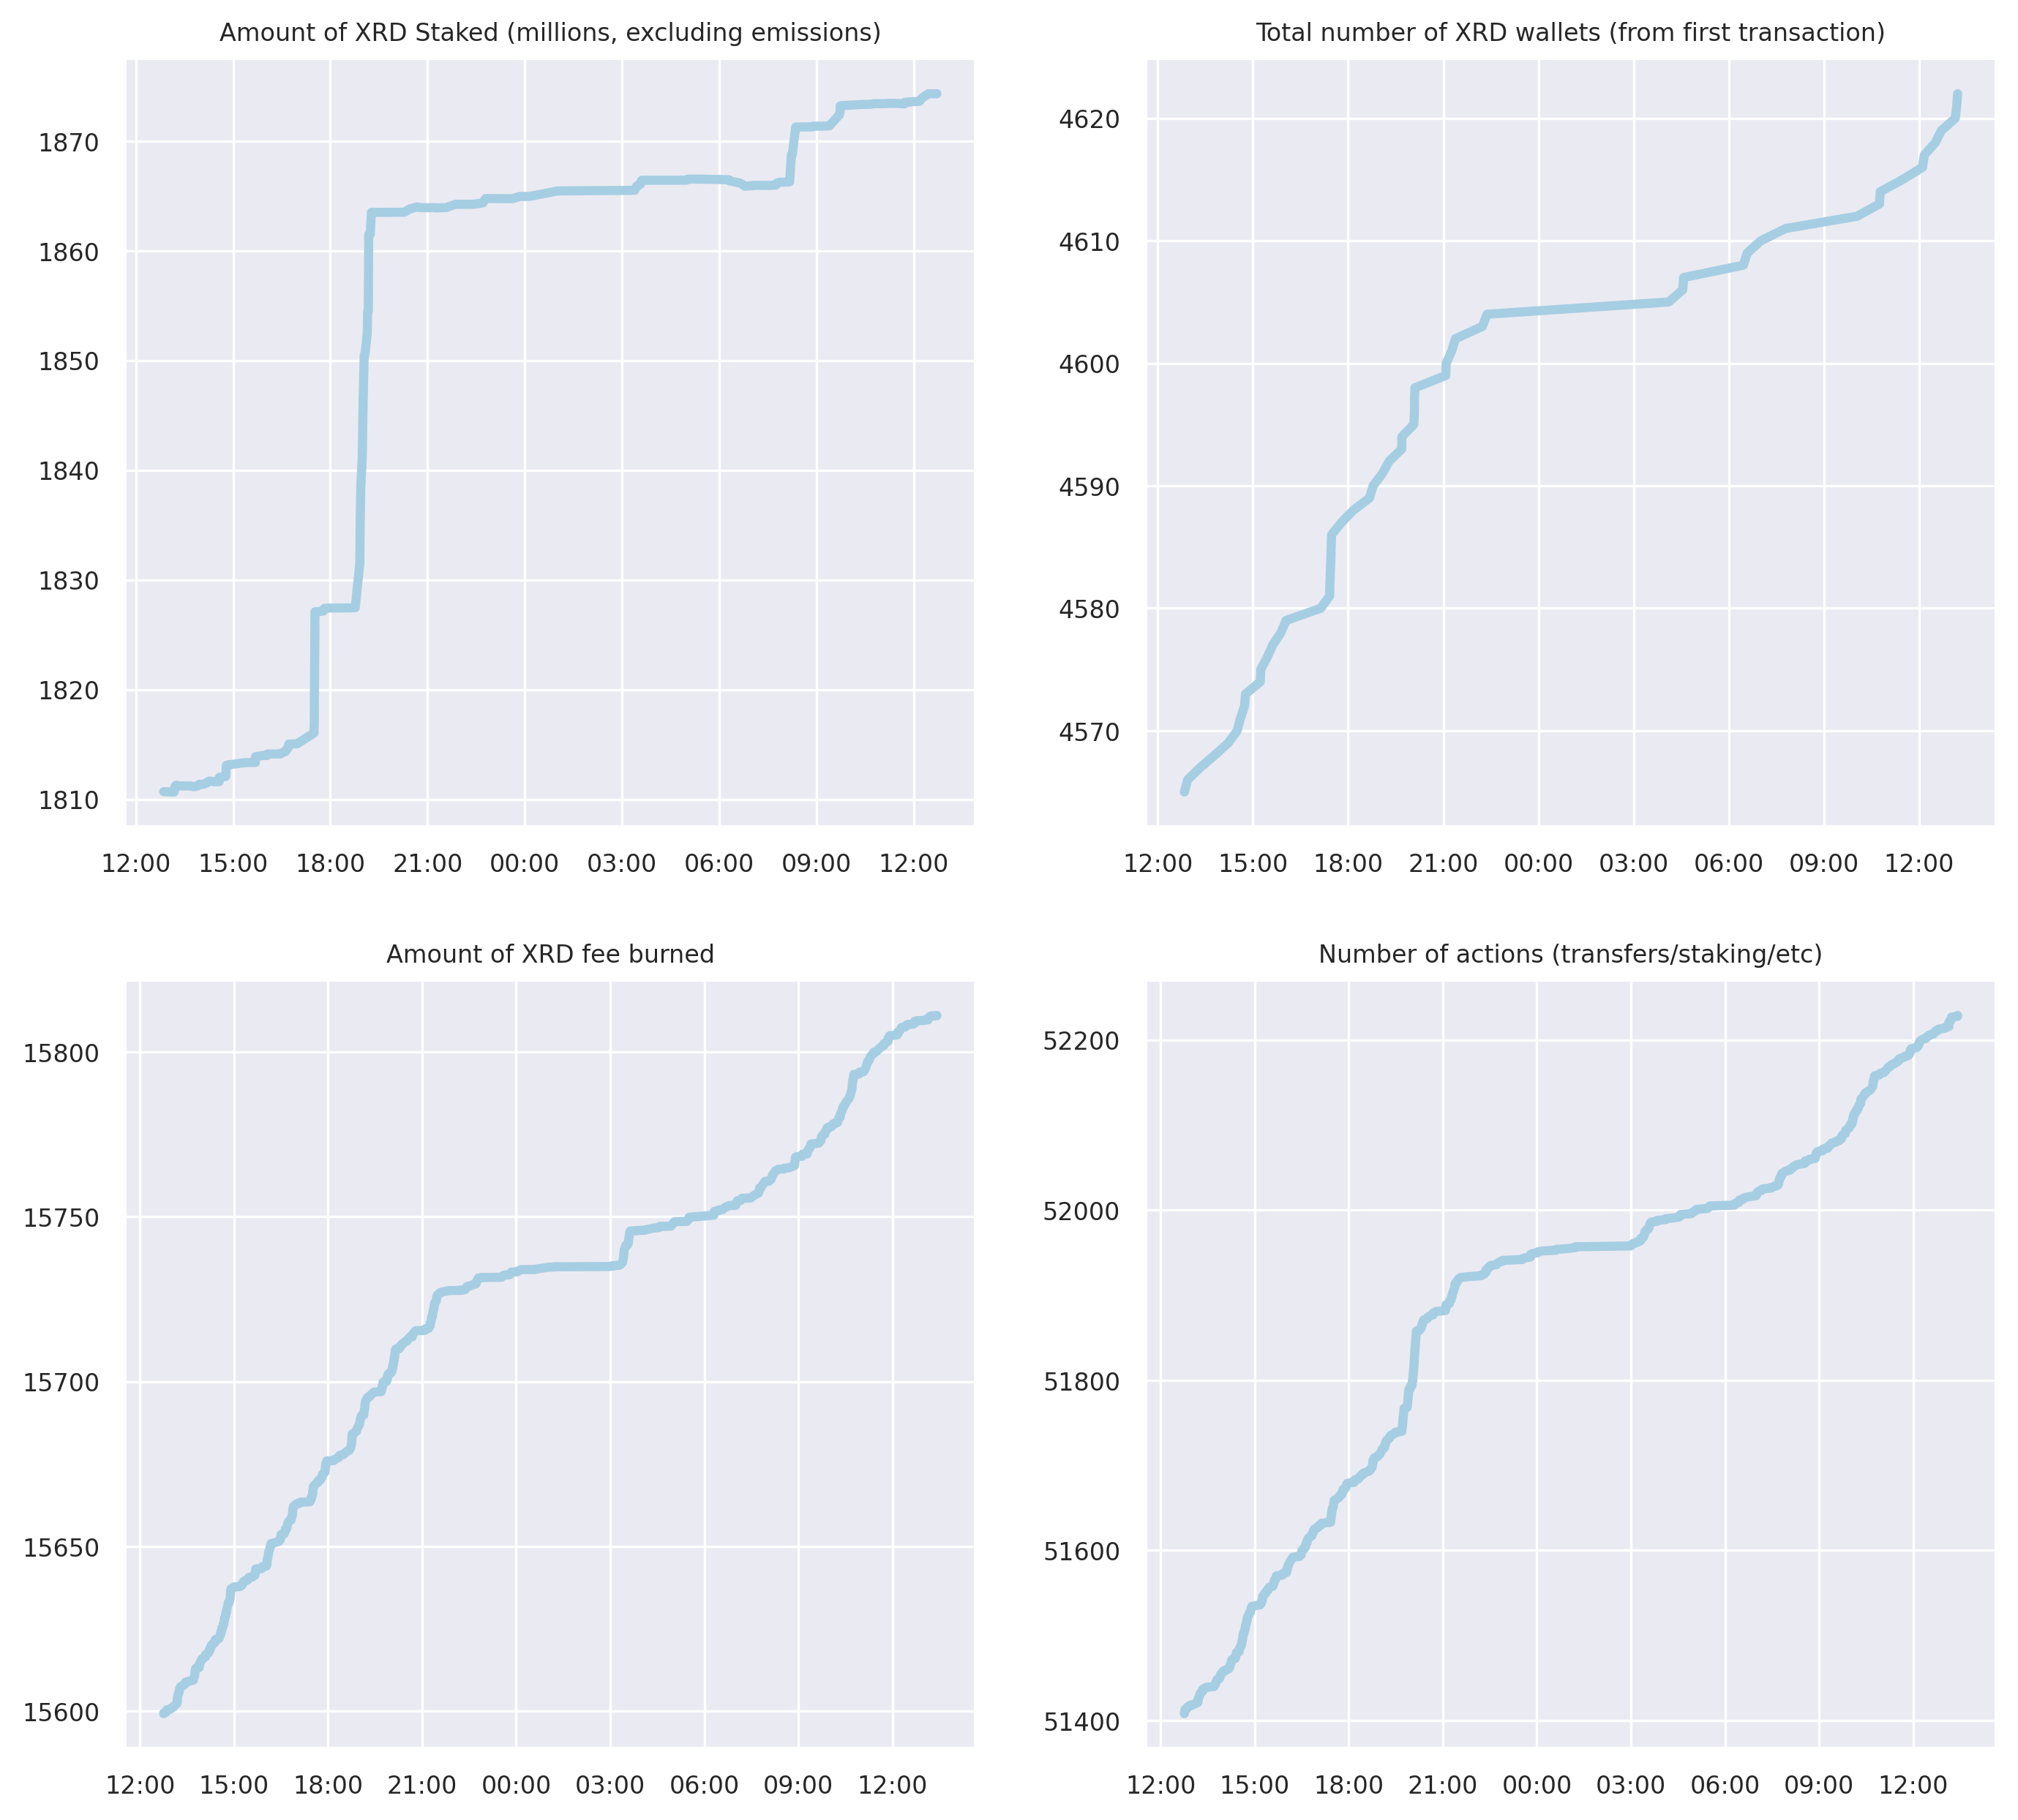 Amount of XRD Staked (millions, excluding emissions)
1870
1860
1850
1840
1830
1820
1810
12:00 15:00 18:00 21:00 00:00 03:00 06:00 09:00 12:00
Total number of XRD wallets (from first transaction)
4620
4610
4600
4590
4580
4570
12:00 15:00 18:00 21:00 00:00 03:00 06:00 09:00 12:00
Amount of XRD fee burned
15800
15750
15700
15650
15600
12:00 15:00 18:00 21:00 00:00 03:00 06:00 09:00 12:00
Number of actions (transfers/staking/etc)
52200
52000
51800
51600
51400
12:00 15:00 18:00 21:00 00:00 03:00 06:00 09:00 12:00